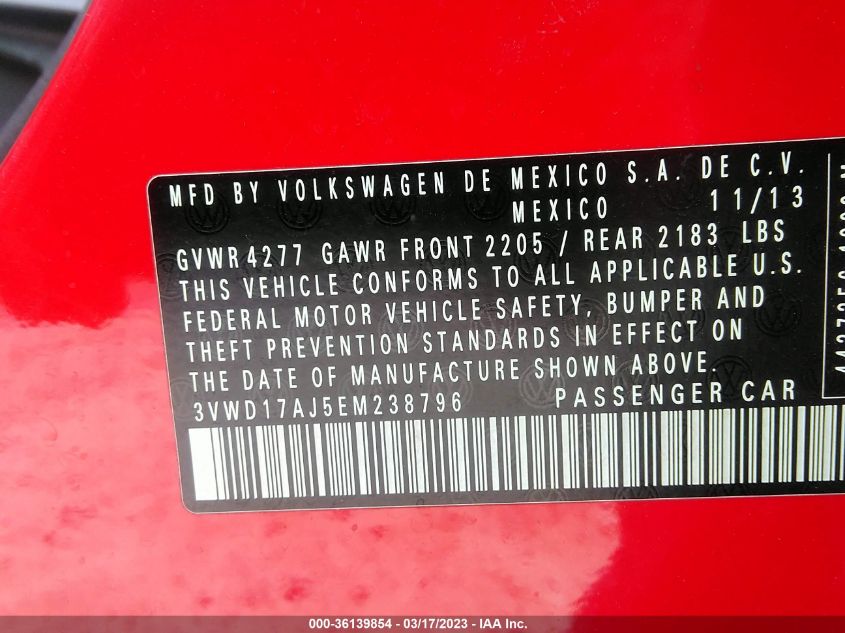 MFD BY VOLKSWAGEN DE MEXICO S.A. DE C.V.
MEXICO 11/13
GVWR 4277 GAWR FRONT 2205 / REAR 2183 LBS
THIS VEHICLE CONFORMS TO ALL APPLICABLE U.S.
FEDERAL MOTOR VEHICLE SAFETY, BUMPER AND
THEFT PREVENTION STANDARDS IN EFFECT ON
THE DATE OF MANUFACTURE SHOWN ABOVE.
3VWD17AJ5EM238796 PASSENGER CAR
000-36139854 - 03/17/2023 - IAA Inc.